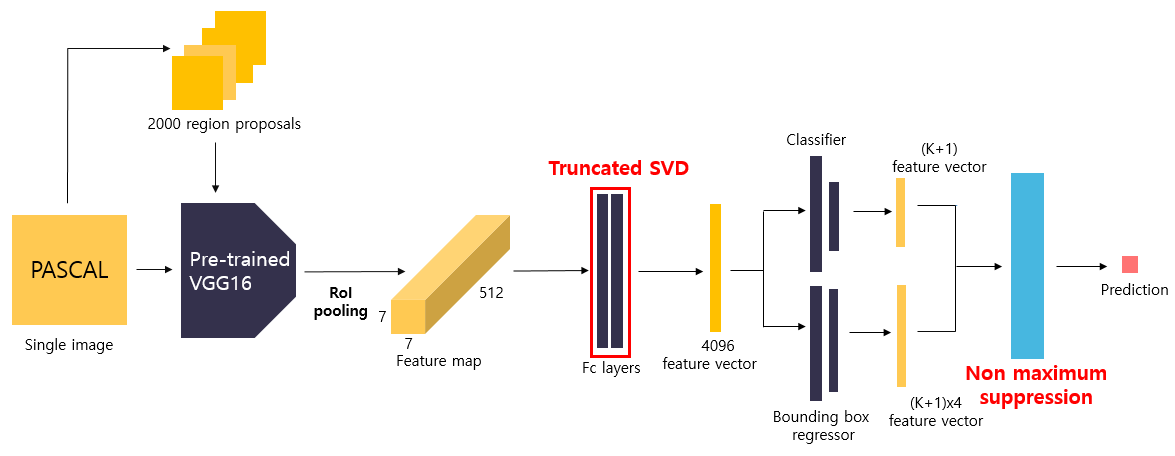 2000 region proposals
PASCAL
Single image
Pre-trained
VGG16
RoI
pooling
7
7
512
Feature map
Truncated SVD
Fc layers
4096
feature vector
Classifier
(K+1)
feature vector
Bounding box
regressor
(K+1)x4
feature vector
Non maximum
suppression
Prediction